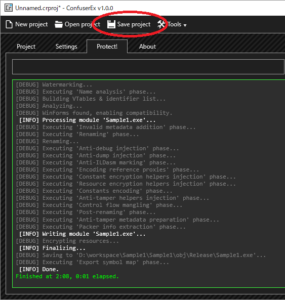 Unnamed.crproj* - ConfuserEx v1.0.0
New project Open project Save project Tools
Project Settings Protect! About
[DEBUG] Watermarking...
[DEBUG] Executing 'Name analysis' phase...
[DEBUG] Building VTables & identifier list...
[DEBUG] Analyzing...
[DEBUG] WinForms found, enabling compatibility.
[INFO] Processing module 'Sample1.exe'...
[DEBUG] Executing 'Invalid metadata addition' phase...
[DEBUG] Executing 'Renaming' phase...
[DEBUG] Renaming...
[DEBUG] Executing 'Anti-debug injection' phase...
[DEBUG] Executing 'Anti-dump injection' phase...
[DEBUG] Executing 'Anti-ILDasm marking' phase...
[DEBUG] Executing 'Encoding reference proxies' phase...
[DEBUG] Executing 'Constant encryption helpers injection' phase...
[DEBUG] Executing 'Resource encryption helpers injection' phase...
[DEBUG] Executing 'Constants encoding' phase...
[DEBUG] Executing 'Anti-tamper helpers injection' phase...
[DEBUG] Executing 'Control flow mangling' phase...
[DEBUG] Executing 'Post-renaming' phase...
[DEBUG] Executing 'Anti-tamper metadata preparation' phase...
[DEBUG] Executing 'Packer info extraction' phase...
[INFO] Writing module 'Sample1.exe'...
[INFO] Finalizing...
[DEBUG] Encrypting resources...
[DEBUG] Saving to 'D:\workspace\Sample1\Sample1\obj\Release\Sample1.exe'...
[DEBUG] Executing 'Export symbol map' phase...
[INFO] Done.
Finished at 2:08, 0:01 elapsed.